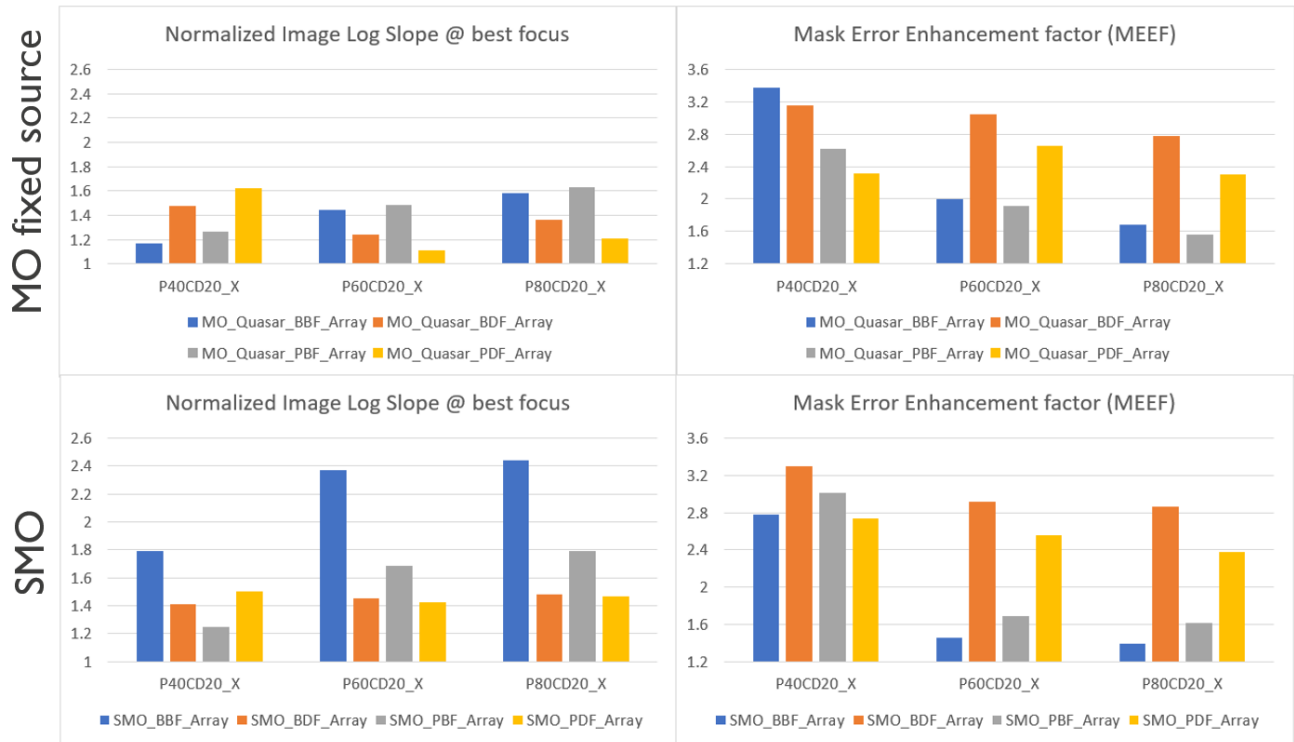 MO fixed source
Normalized Image Log Slope @ best focus
2.6
2.4
2.2
2
1.8
1.6
1.4
1.2
1
P40CD20_X P60CD20_X P80CD20_X
MO_Quasar_BBF_Array MO_Quasar_BDF_Array
MO_Quasar_PBF_Array MO_Quasar_PDF_Array
Mask Error Enhancement factor (MEEF)
3.6
3.2
2.8
2.4
2
1.6
1.2
P40CD20_X P60CD20_X P80CD20_X
MO_Quasar_BBF_Array MO_Quasar_BDF_Array
MO_Quasar_PBF_Array MO_Quasar_PDF_Array
SMO
Normalized Image Log Slope @ best focus
2.6
2.4
2.2
2
1.8
1.6
1.4
1.2
1
P40CD20_X P60CD20_X P80CD20_X
SMO_BBF_Array SMO_BDF_Array SMO_PBF_Array SMO_PDF_Array
Mask Error Enhancement factor (MEEF)
3.6
3.2
2.8
2.4
2
1.6
1.2
P40CD20_X P60CD20_X P80CD20_X
SMO_BBF_Array SMO_BDF_Array SMO_PBF_Array SMO_PDF_Array